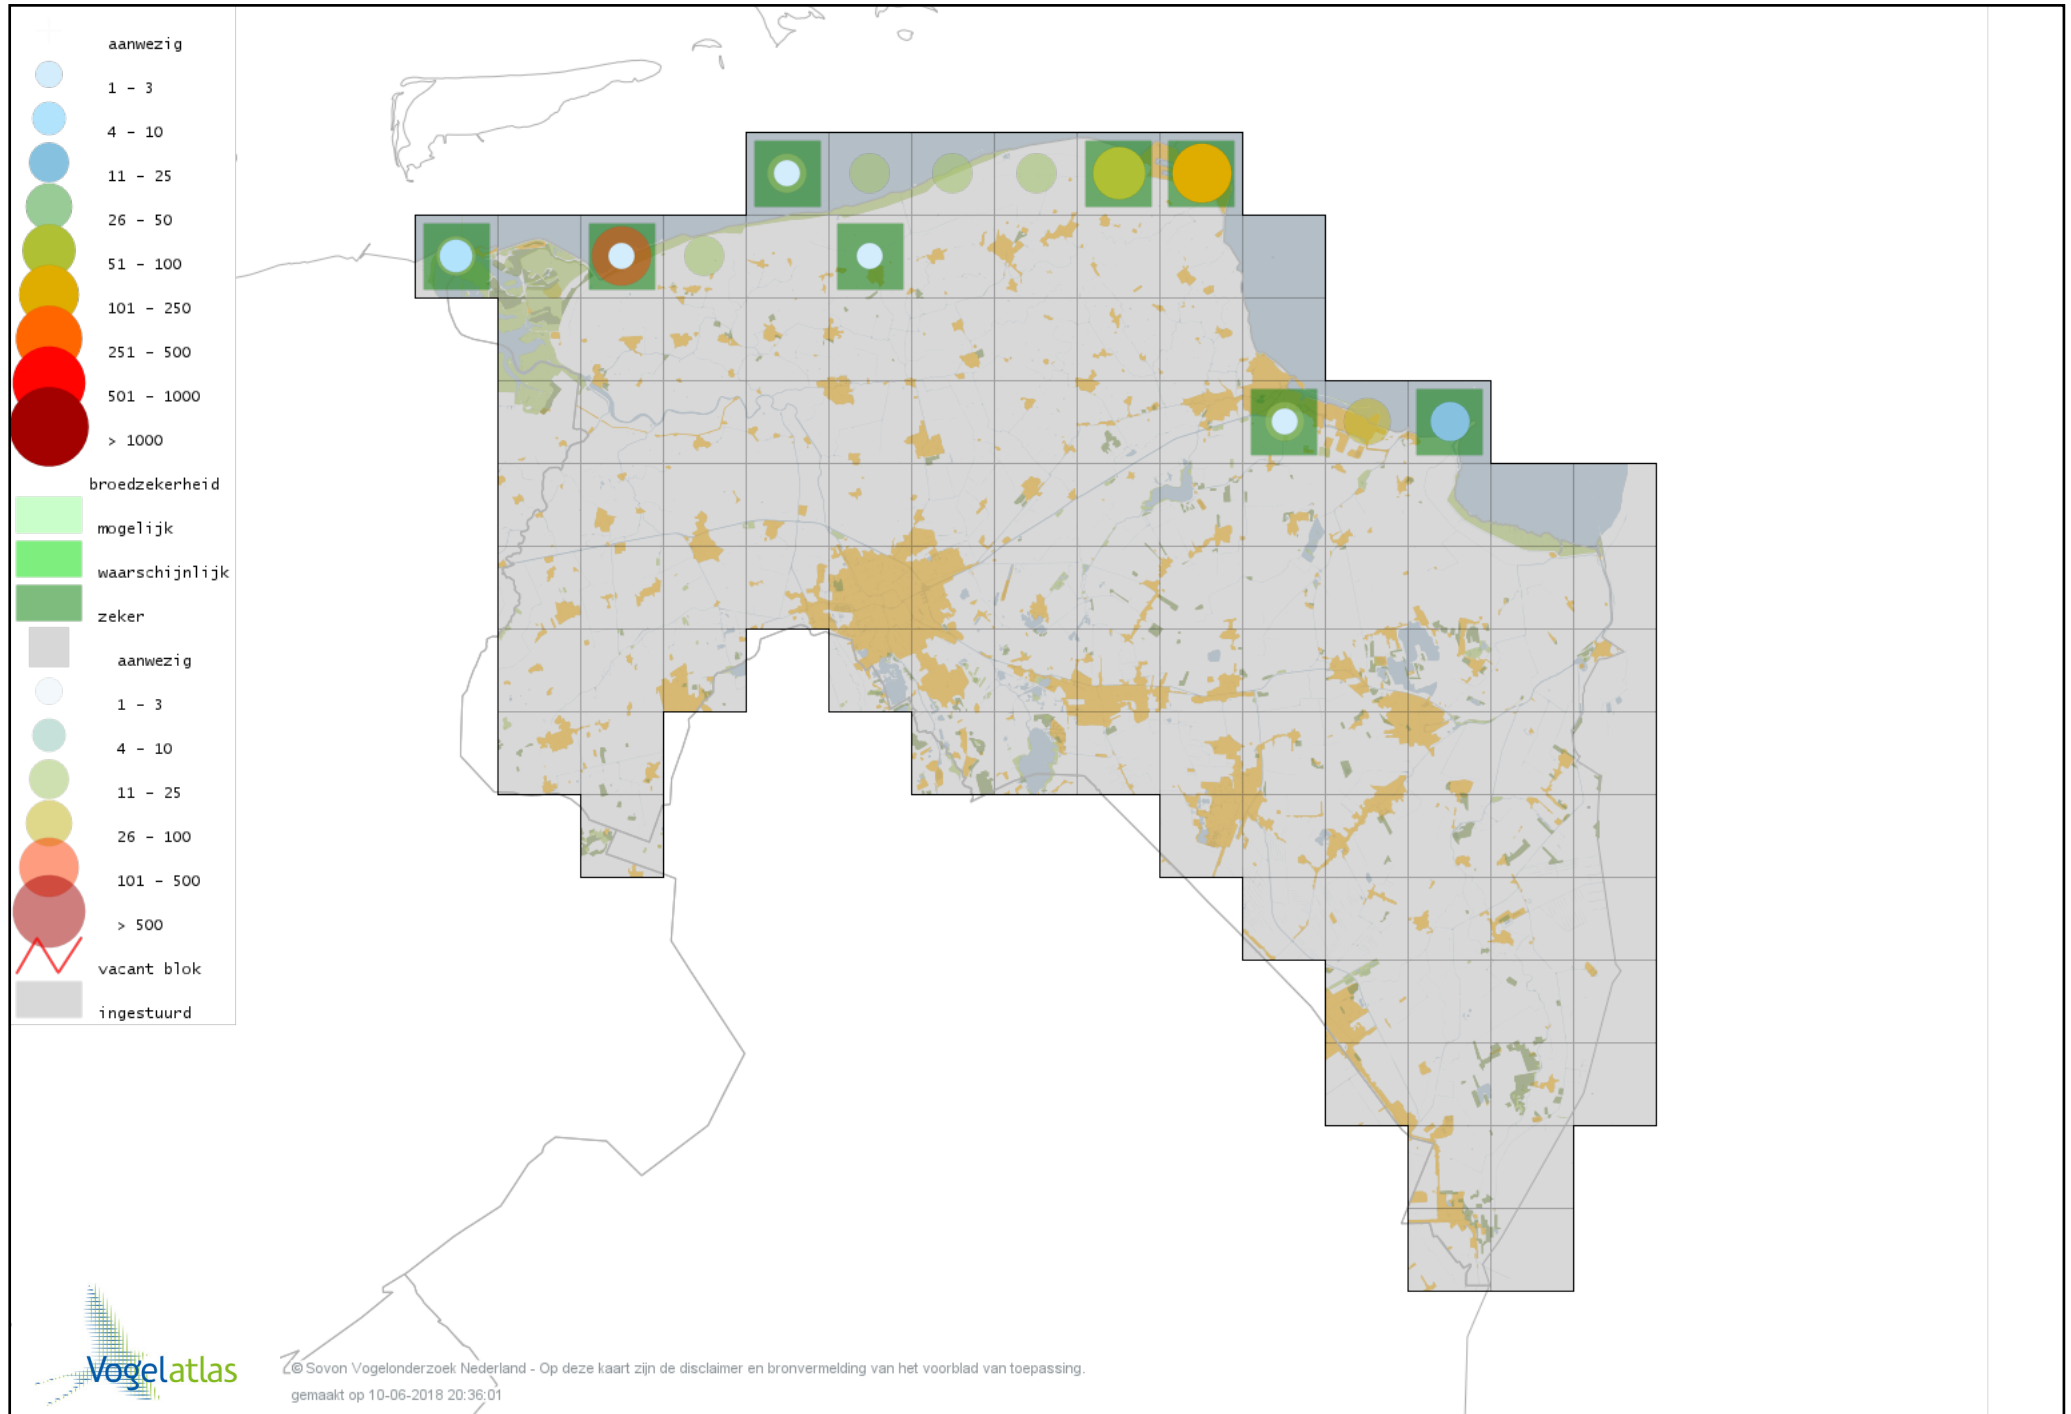 aanwezig
1 - 3
4 - 10
11 - 25
26 - 50
51 - 100
101 - 250
251 - 500
501 - 1000
> 1000
broedzekerheid
mogelijk
waarschijnlijk
zeker
aanwezig
1 - 3
4 - 10
11 - 25
26 - 100
101 - 500
> 500
vacant blok
ingestuurd
Vogelatlas
© Sovon Vogelonderzoek Nederland - Op deze kaart zijn de disclaimer en bronvermelding van het voorblad van toepassing.
gemaakt op 10-06-2018 20:36:01